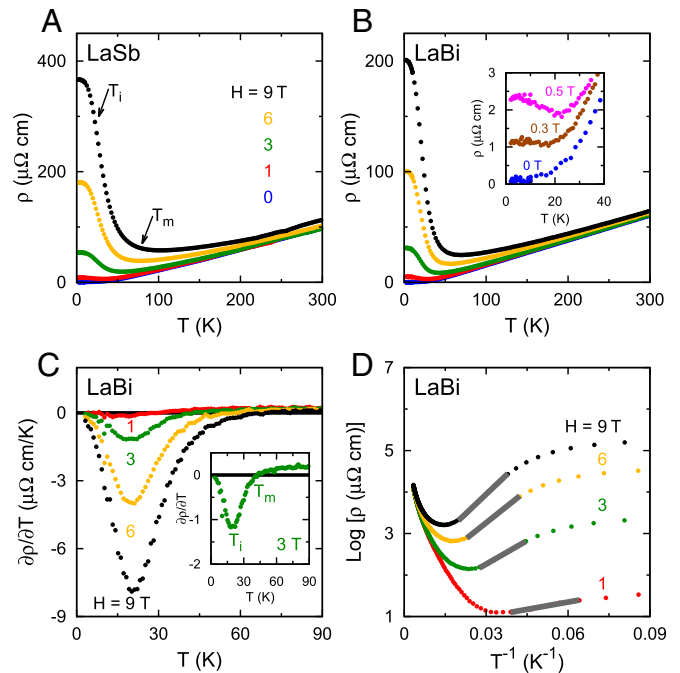 A
LaSb
400
200
0
ρ (μΩ cm)
T_i
T_m
H = 9 T
6
3
1
0
0
100
200
300
T (K)
B
LaBi
200
100
0
ρ (μΩ cm)
3
2
1
0
ρ (μΩ cm)
0.5 T
0.3 T
0 T
0
20
40
T (K)
0
100
200
300
T (K)
C
LaBi
0
-3
-6
-9
∂ρ/∂T (μΩ cm/K)
1
3
6
H = 9 T
0
-1
-2
∂ρ/∂T
T_m
T_i
3 T
0
30
60
90
T (K)
0
30
60
90
T (K)
D
LaBi
7
5
3
1
Log [ρ (μΩ cm)]
H = 9 T
6
3
1
0
0.03
0.06
0.09
T⁻¹ (K⁻¹)